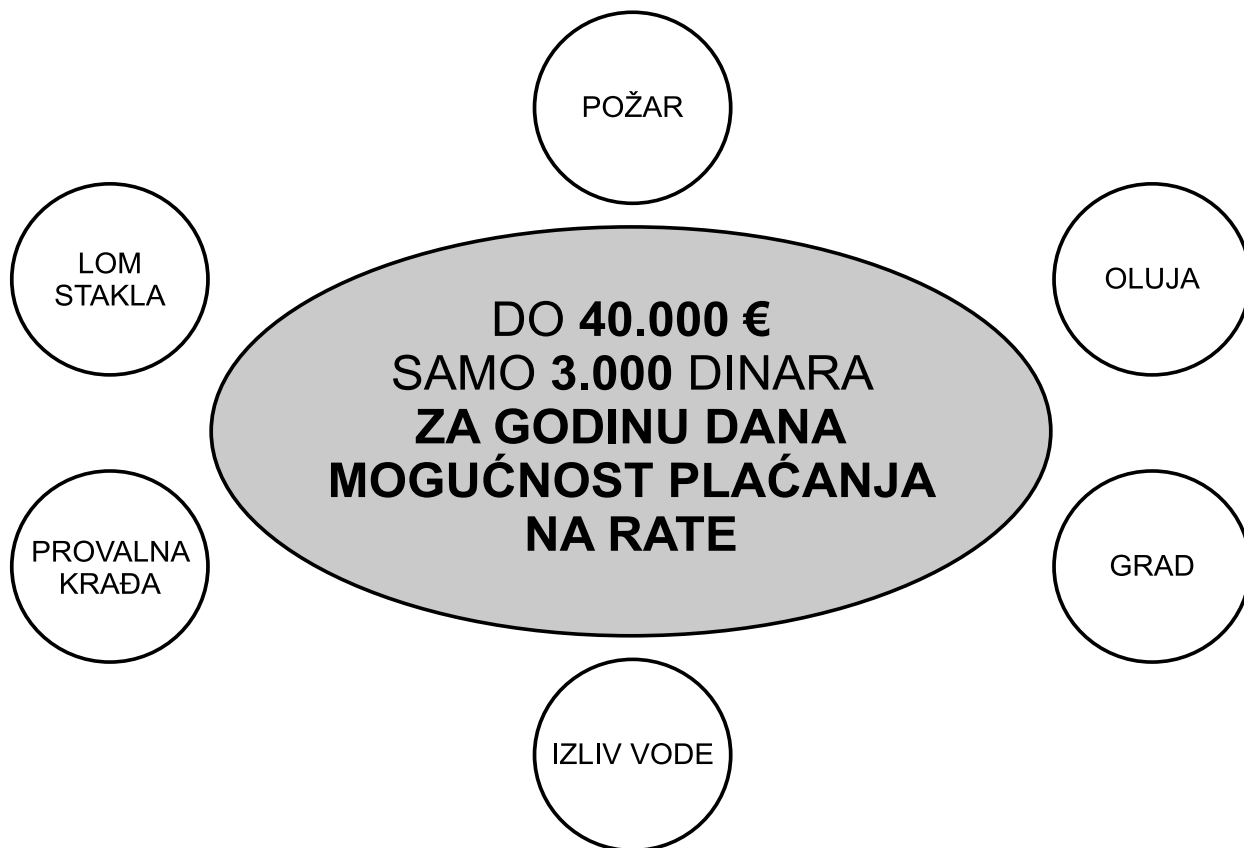 POŽAR
LOM
STAKLA
OLUJA
DO 40.000 €
SAMO 3.000 DINARA
ZA GODINU DANA
MOGUĆNOST PLAĆANJA
NA RATE
PROVALNA
KRAĐA
GRAD
IZLIV VODE